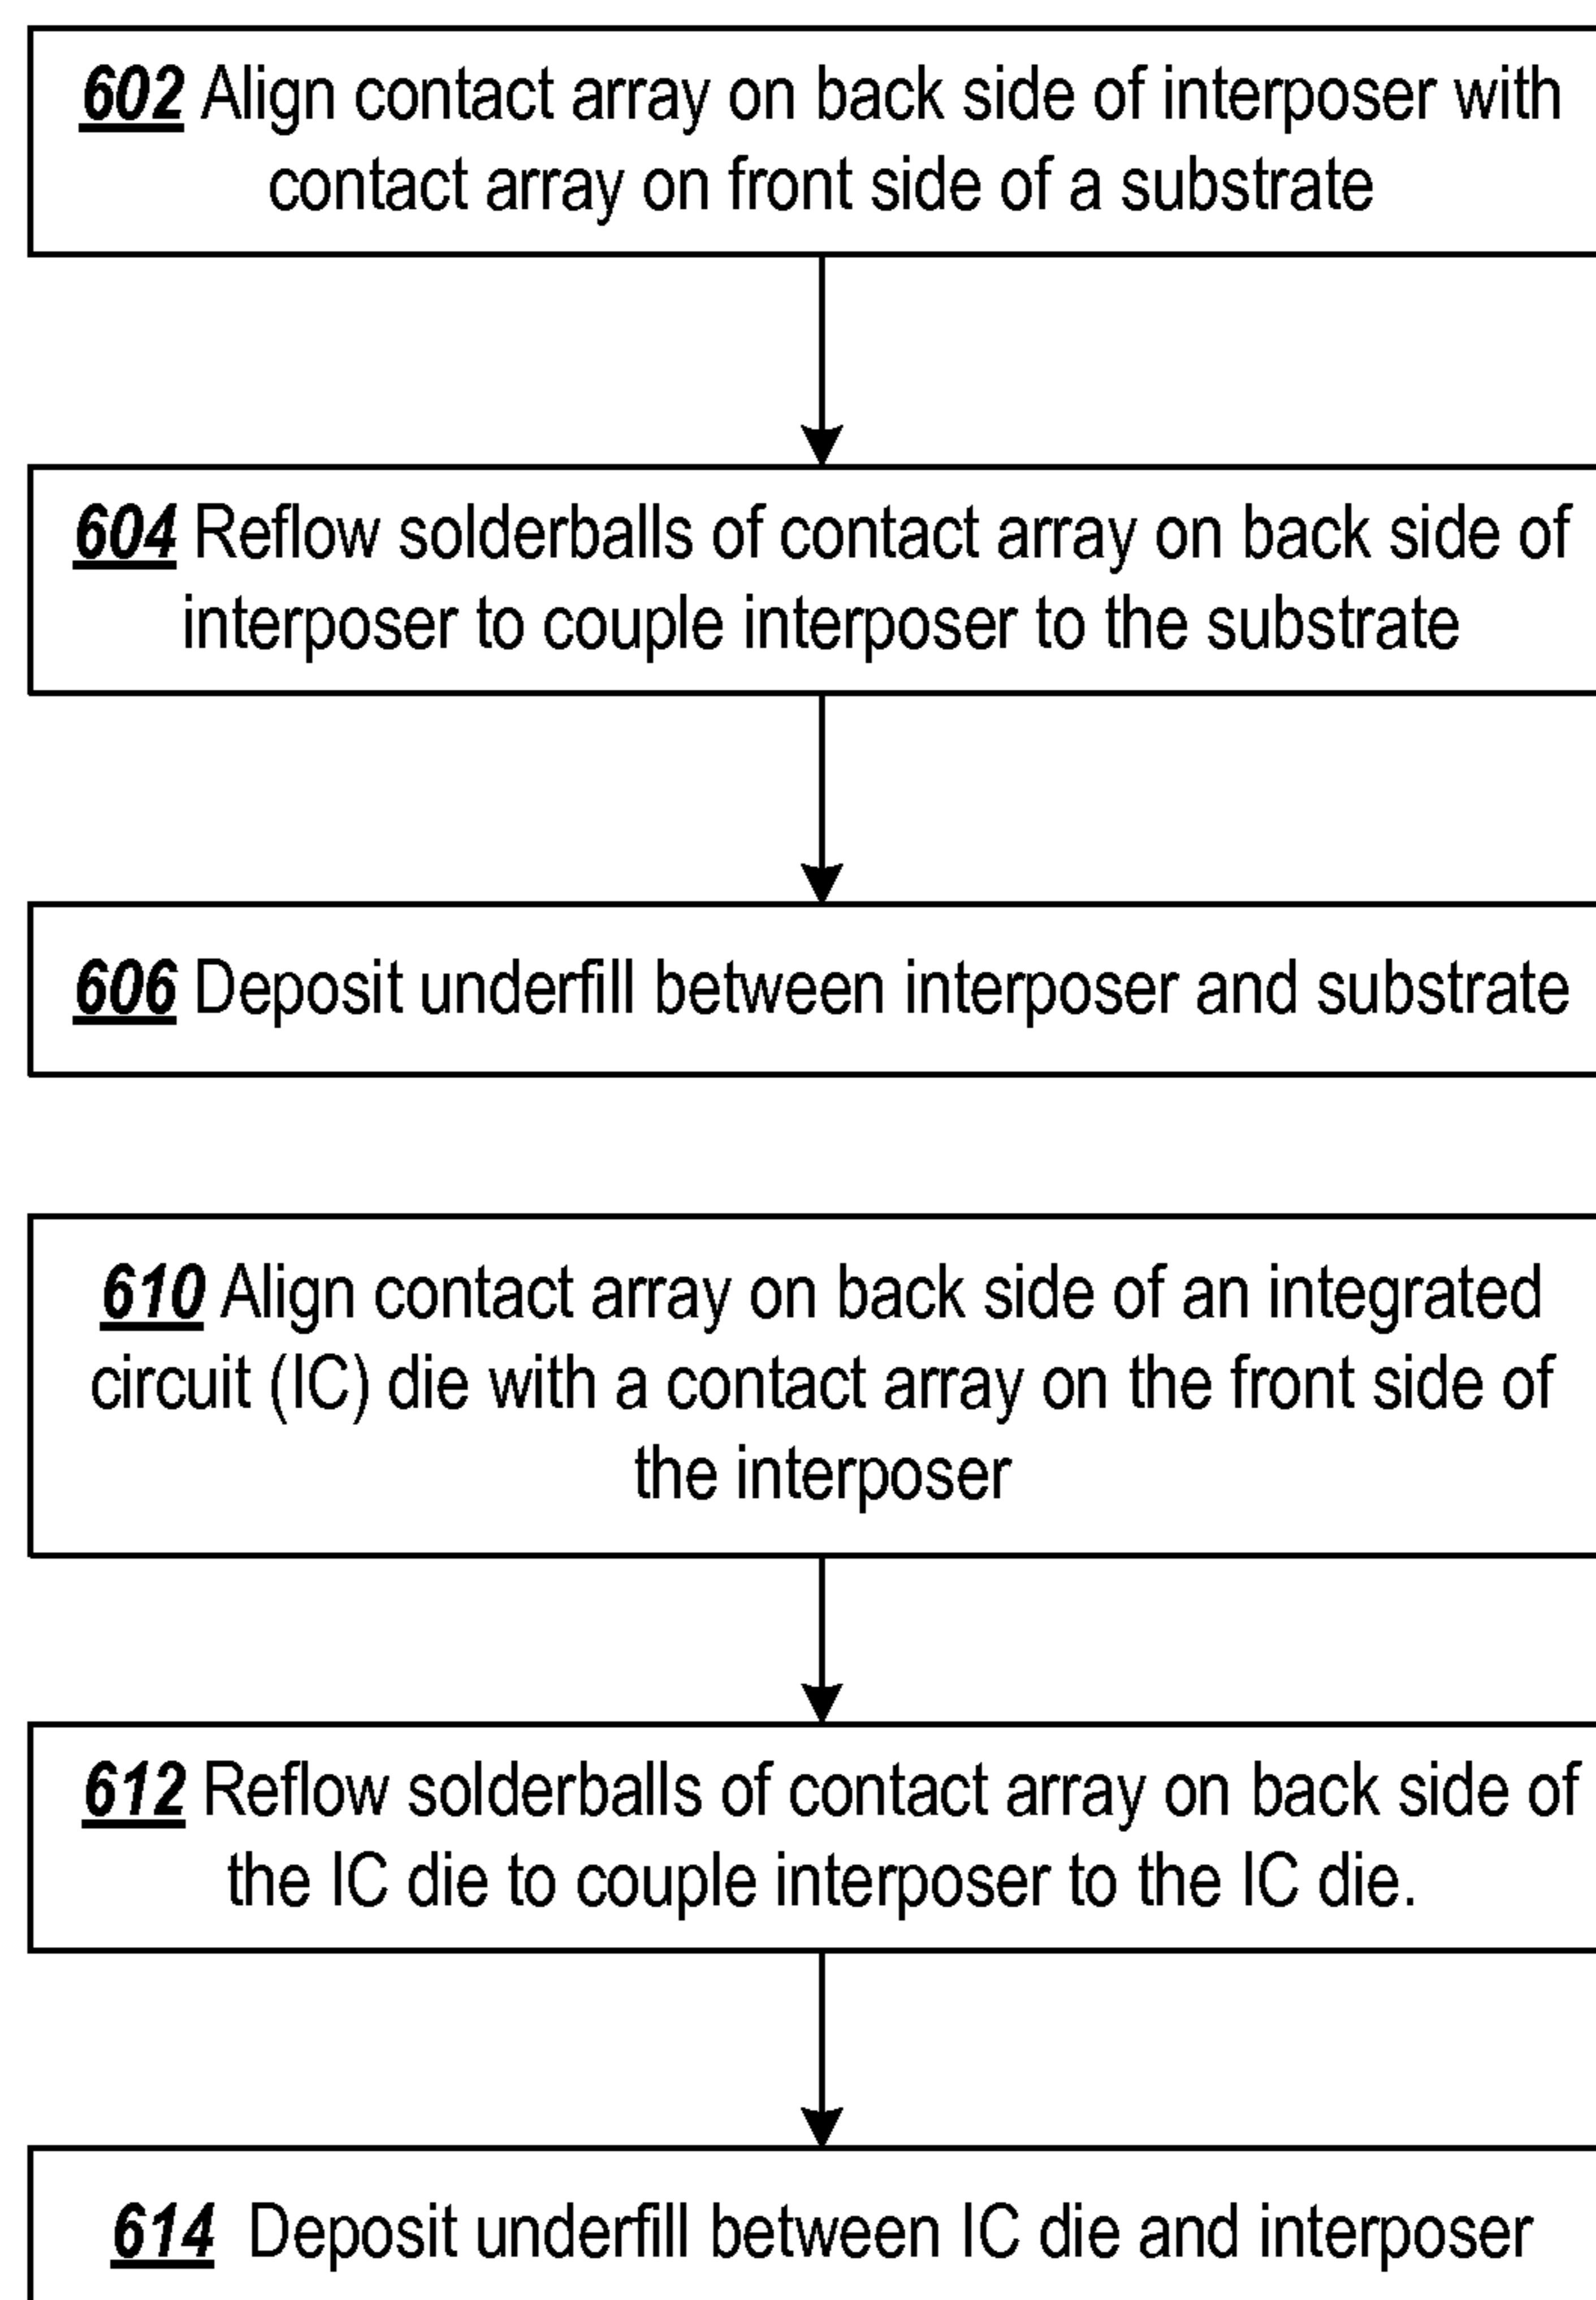 602 Align contact array on back side of interposer with
contact array on front side of a substrate
604 Reflow solderballs of contact array on back side of
interposer to couple interposer to the substrate
606 Deposit underfill between interposer and substrate
610 Align contact array on back side of an integrated
circuit (IC) die with a contact array on the front side of
the interposer
612 Reflow solderballs of contact array on back side of
the IC die to couple interposer to the IC die.
614 Deposit underfill between IC die and interposer